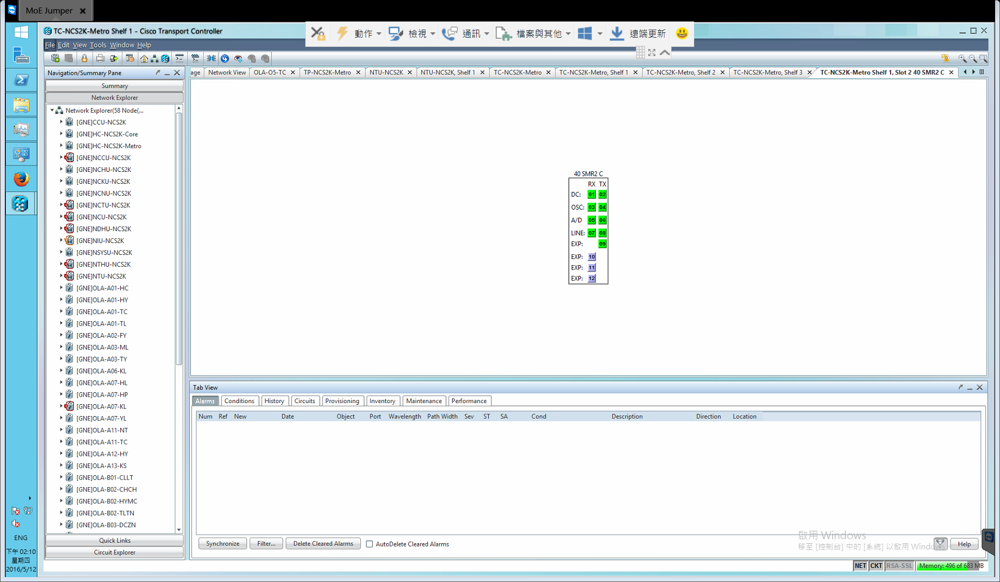 MoE Jumper
TC-NCS2K-Metro Shelf 1 - Cisco Transport Controller
動作 檢視 通訊 檔案與其他 遠端更新
File Edit View Tools Window Help
Navigation/Summary Pane
age Network View OLA-O5-TC TP-NCS2K-Metro NTU-NCS2K NTU-NCS2K, Shelf 1 TC-NCS2K-Metro TC-NCS2K-Metro, Shelf 1 TC-NCS2K-Metro, Shelf 2 TC-NCS2K-Metro, Shelf 3 TC-NCS2K-Metro Shelf 1, Slot 2 40 SMR2 C
Summary
Network Explorer
Network Explorer(58 Node(...
[GNE]CCU-NCS2K
[GNE]HC-NCS2K-Core
[GNE]HC-NCS2K-Metro
[GNE]NCCU-NCS2K
[GNE]NCHU-NCS2K
[GNE]NCKU-NCS2K
[GNE]NCNU-NCS2K
[GNE]NCTU-NCS2K
[GNE]NCU-NCS2K
[GNE]NDHU-NCS2K
[GNE]NIU-NCS2K
[GNE]NSYSU-NCS2K
[GNE]NTHU-NCS2K
[GNE]NTU-NCS2K
[GNE]OLA-A01-HC
[GNE]OLA-A01-HY
[GNE]OLA-A01-TC
[GNE]OLA-A01-TL
[GNE]OLA-A02-FY
[GNE]OLA-A03-ML
[GNE]OLA-A03-TY
[GNE]OLA-A06-KL
[GNE]OLA-A07-HL
[GNE]OLA-A07-HP
[GNE]OLA-A07-KL
[GNE]OLA-A07-YL
[GNE]OLA-A11-NT
[GNE]OLA-A11-TC
[GNE]OLA-A12-HY
[GNE]OLA-A13-KS
[GNE]OLA-B01-CLLT
[GNE]OLA-B02-CHCH
[GNE]OLA-B02-HYMC
[GNE]OLA-B02-TLTN
[GNE]OLA-B03-DCZN
Quick Links
Circuit Explorer
40 SMR2 C
RX TX
DC: 01 02
OSC: 03 04
A/D 05 06
LINE: 07 08
EXP: 09
EXP: 10
EXP: 11
EXP: 12
Tab View
Alarms Conditions History Circuits Provisioning Inventory Maintenance Performance
Num Ref New Date Object Port Wavelength Path Width Sev ST SA Cond Description Direction Location
Synchronize Filter... Delete Cleared Alarms AutoDelete Cleared Alarms Help
啟用 Windows
移至 [控制台] 中的 [系統] 以啟用 Windows
ENG
下午 02:10
星期四
2016/5/12
NET CKT RSA-SSL Memory: 496 of 683 MB